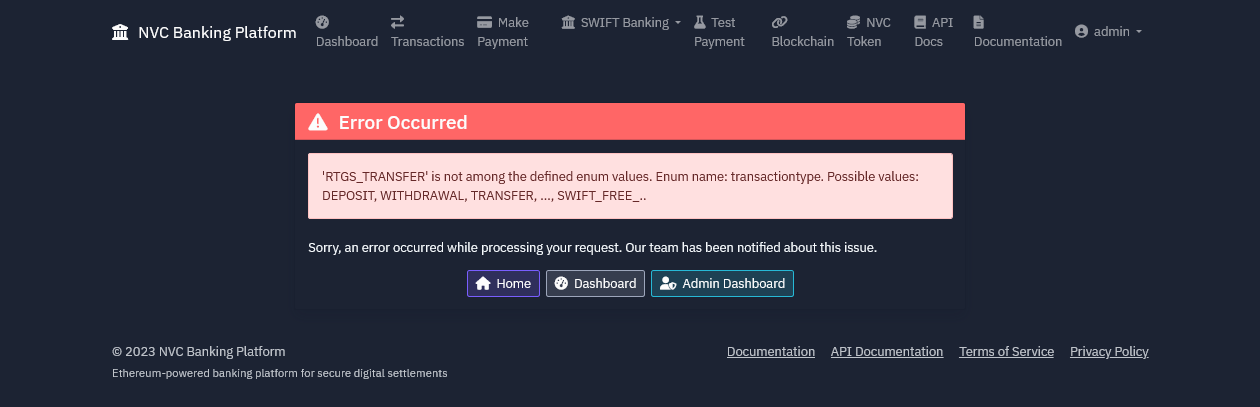 NVC Banking Platform
Dashboard
Transactions
Make
Payment
SWIFT Banking
Test
Payment
Blockchain
NVC
Token
API
Docs
Documentation
admin
Error Occurred
'RTGS_TRANSFER' is not among the defined enum values. Enum name: transactiontype. Possible values:
DEPOSIT, WITHDRAWAL, TRANSFER, ..., SWIFT_FREE_..
Sorry, an error occurred while processing your request. Our team has been notified about this issue.
Home
Dashboard
Admin Dashboard
© 2023 NVC Banking Platform
Documentation
API Documentation
Terms of Service
Privacy Policy
Ethereum-powered banking platform for secure digital settlements